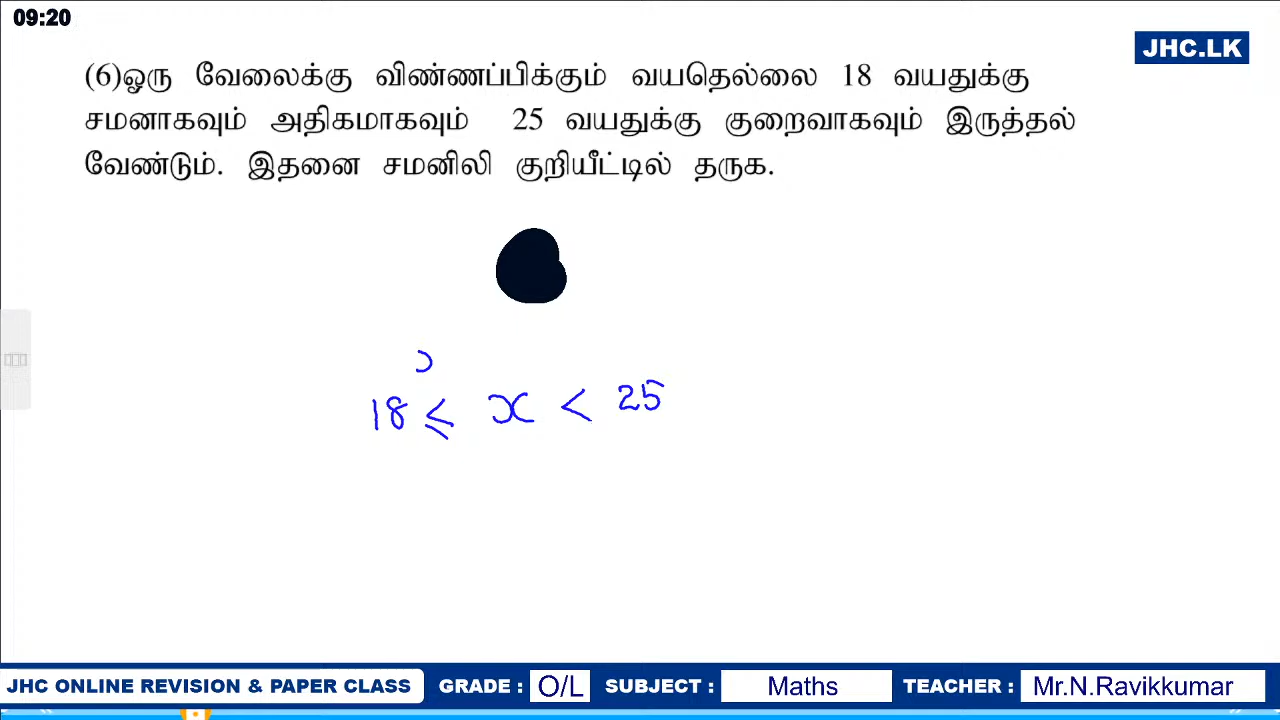 09:20
JHC.LK
(6)ஓரு வேலைக்கு விண்ணப்பிக்கும் வயதெல்லை 18 வயதுக்கு
சமனாகவும் அதிகமாகவும் 25 வயதுக்கு குறைவாகவும் இருத்தல்
வேண்டும். இதனை சமனிலி குறியீட்டில் தருக.
18 ≤ x < 25
JHC ONLINE REVISION & PAPER CLASS GRADE : O/L SUBJECT : Maths TEACHER : Mr.N.Ravikkumar